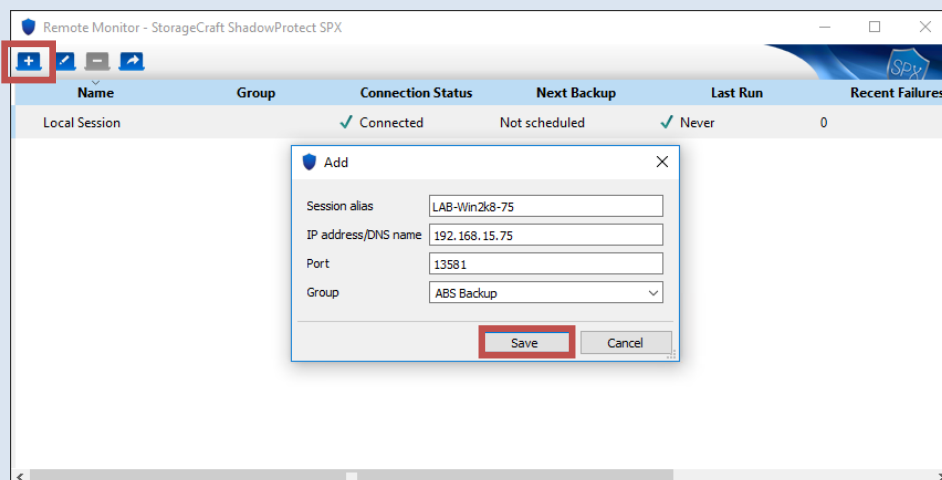 Remote Monitor - StorageCraft ShadowProtect SPX
SPX
Name Group Connection Status Next Backup Last Run Recent Failures
Local Session Connected Not scheduled Never 0
Add
Session alias LAB-Win2k8-75
IP address/DNS name 192.168.15.75
Port 13581
Group ABS Backup
Save Cancel